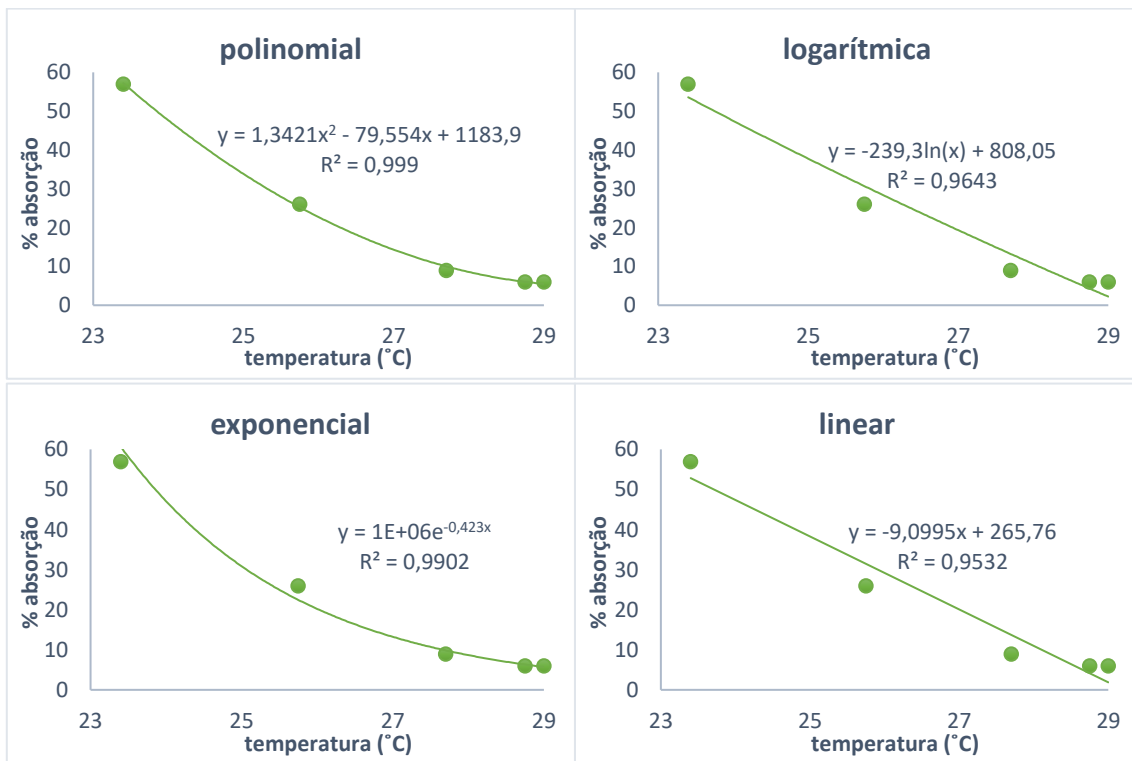 polinomial
60
50
40
30
20
10
0
% absorção
y = 1,3421x² - 79,554x + 1183,9
R² = 0,999
23 25 27 29
temperatura (˚C)
logarítmica
60
50
40
30
20
10
0
% absorção
y = -239,3ln(x) + 808,05
R² = 0,9643
23 25 27 29
temperatura (˚C)
exponencial
60
50
40
30
20
10
0
% absorção
y = 1E+06e^-0,423x
R² = 0,9902
23 25 27 29
temperatura (˚C)
linear
60
50
40
30
20
10
0
% absorção
y = -9,0995x + 265,76
R² = 0,9532
23 25 27 29
temperatura (˚C)